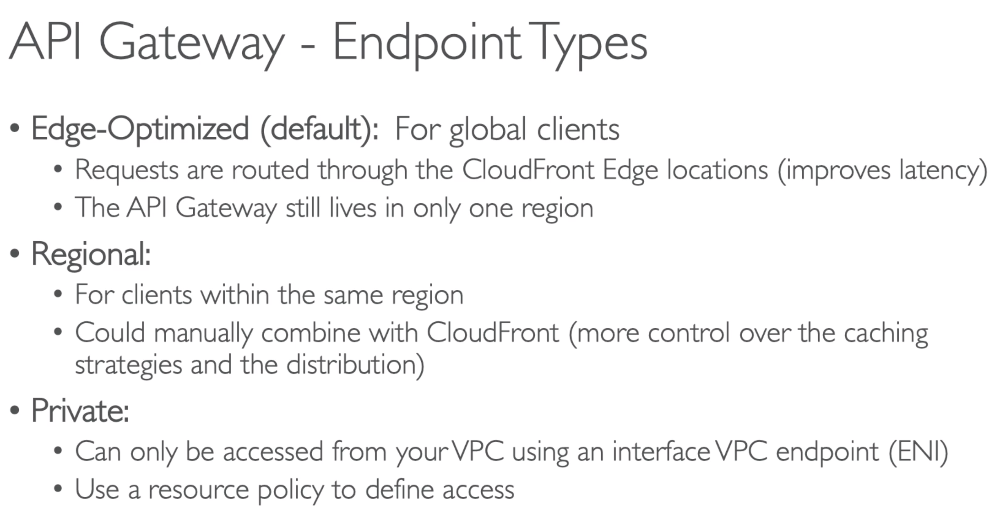 API Gateway - Endpoint Types
• Edge-Optimized (default): For global clients
• Requests are routed through the CloudFront Edge locations (improves latency)
• The API Gateway still lives in only one region
• Regional:
• For clients within the same region
• Could manually combine with CloudFront (more control over the caching
strategies and the distribution)
• Private:
• Can only be accessed from your VPC using an interface VPC endpoint (ENI)
• Use a resource policy to define access